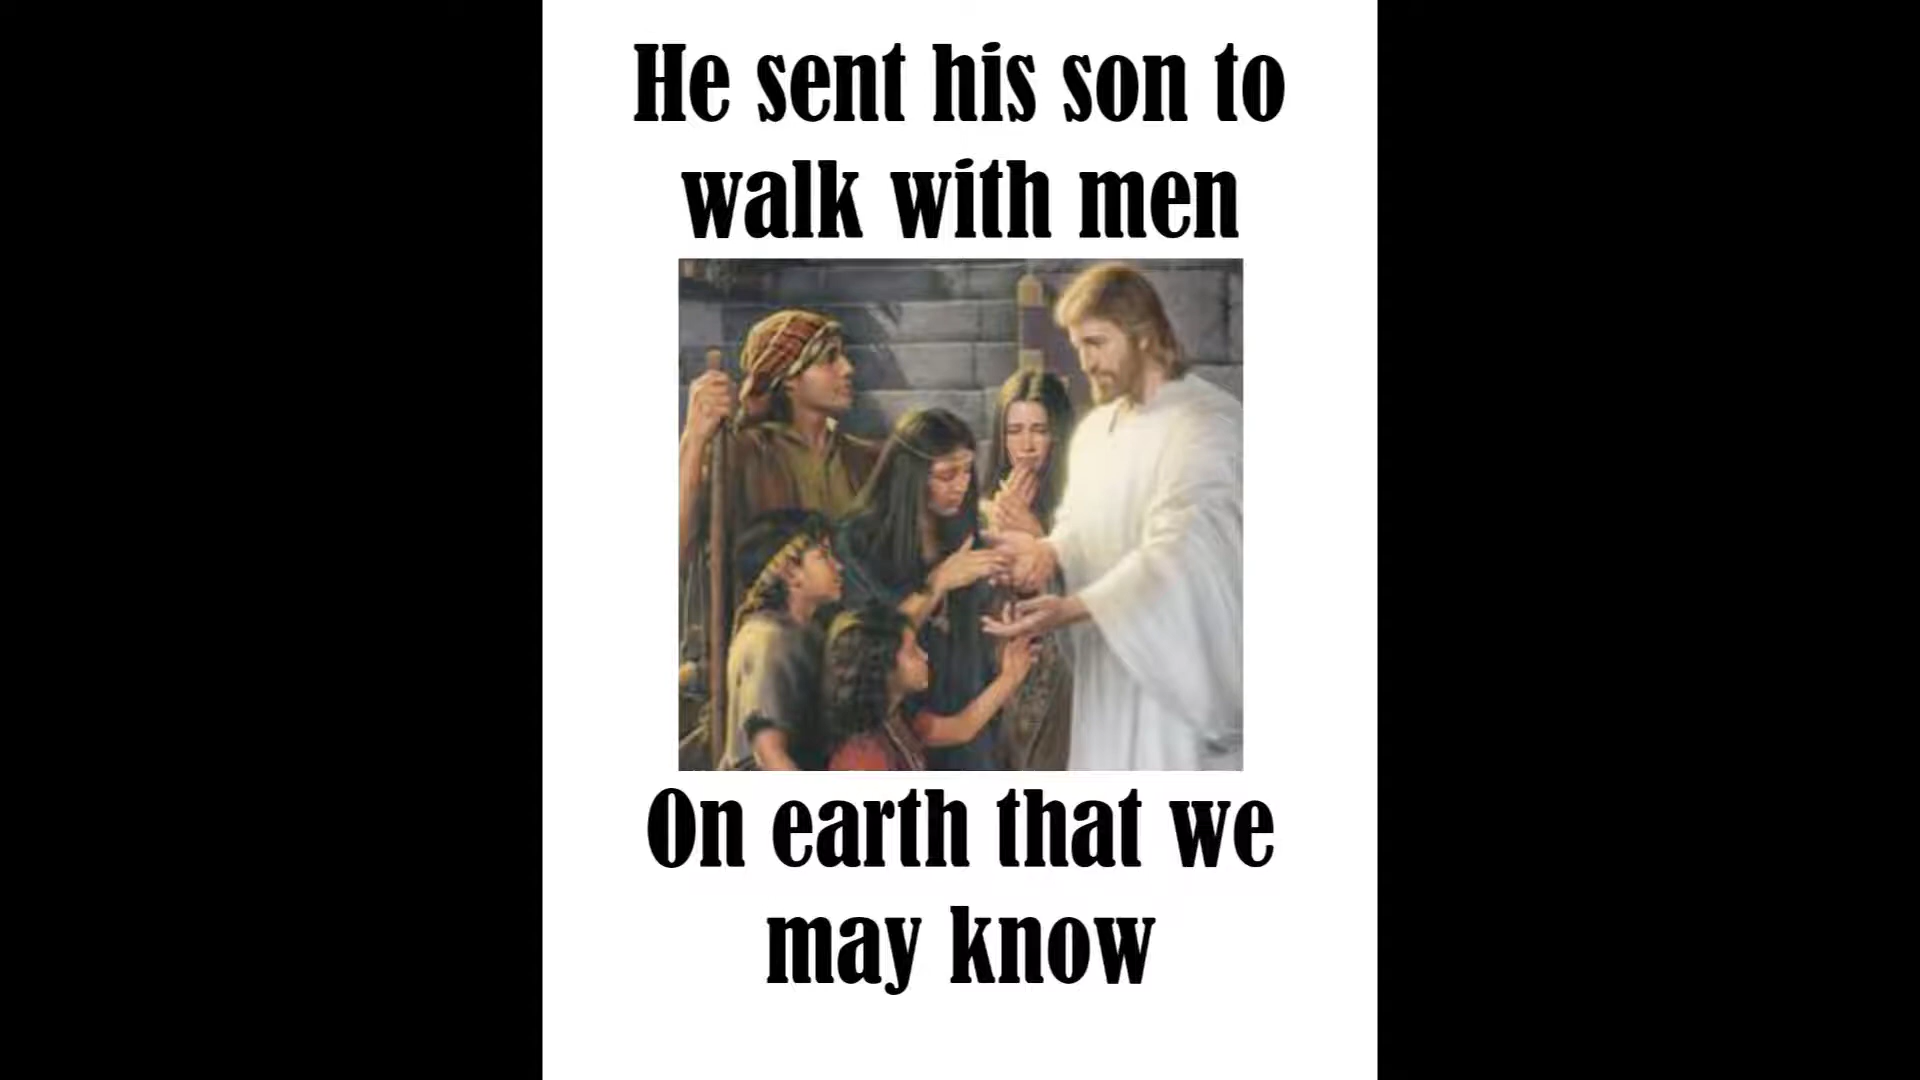 He sent his son to
walk with men
On earth that we
may know